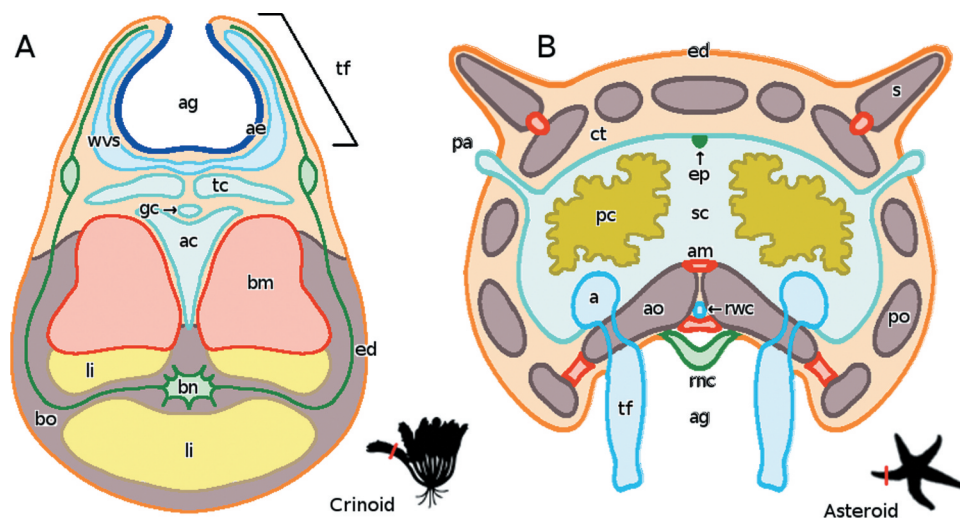 A
tf
ag
wvs
ae
tc
gc →
ac
bm
li
ed
bn
bo
li
Crinoid
B
ed
s
ct
pa
↑
ep
pc
sc
am
a
ao
← rwc
po
rnc
tf
ag
Asteroid